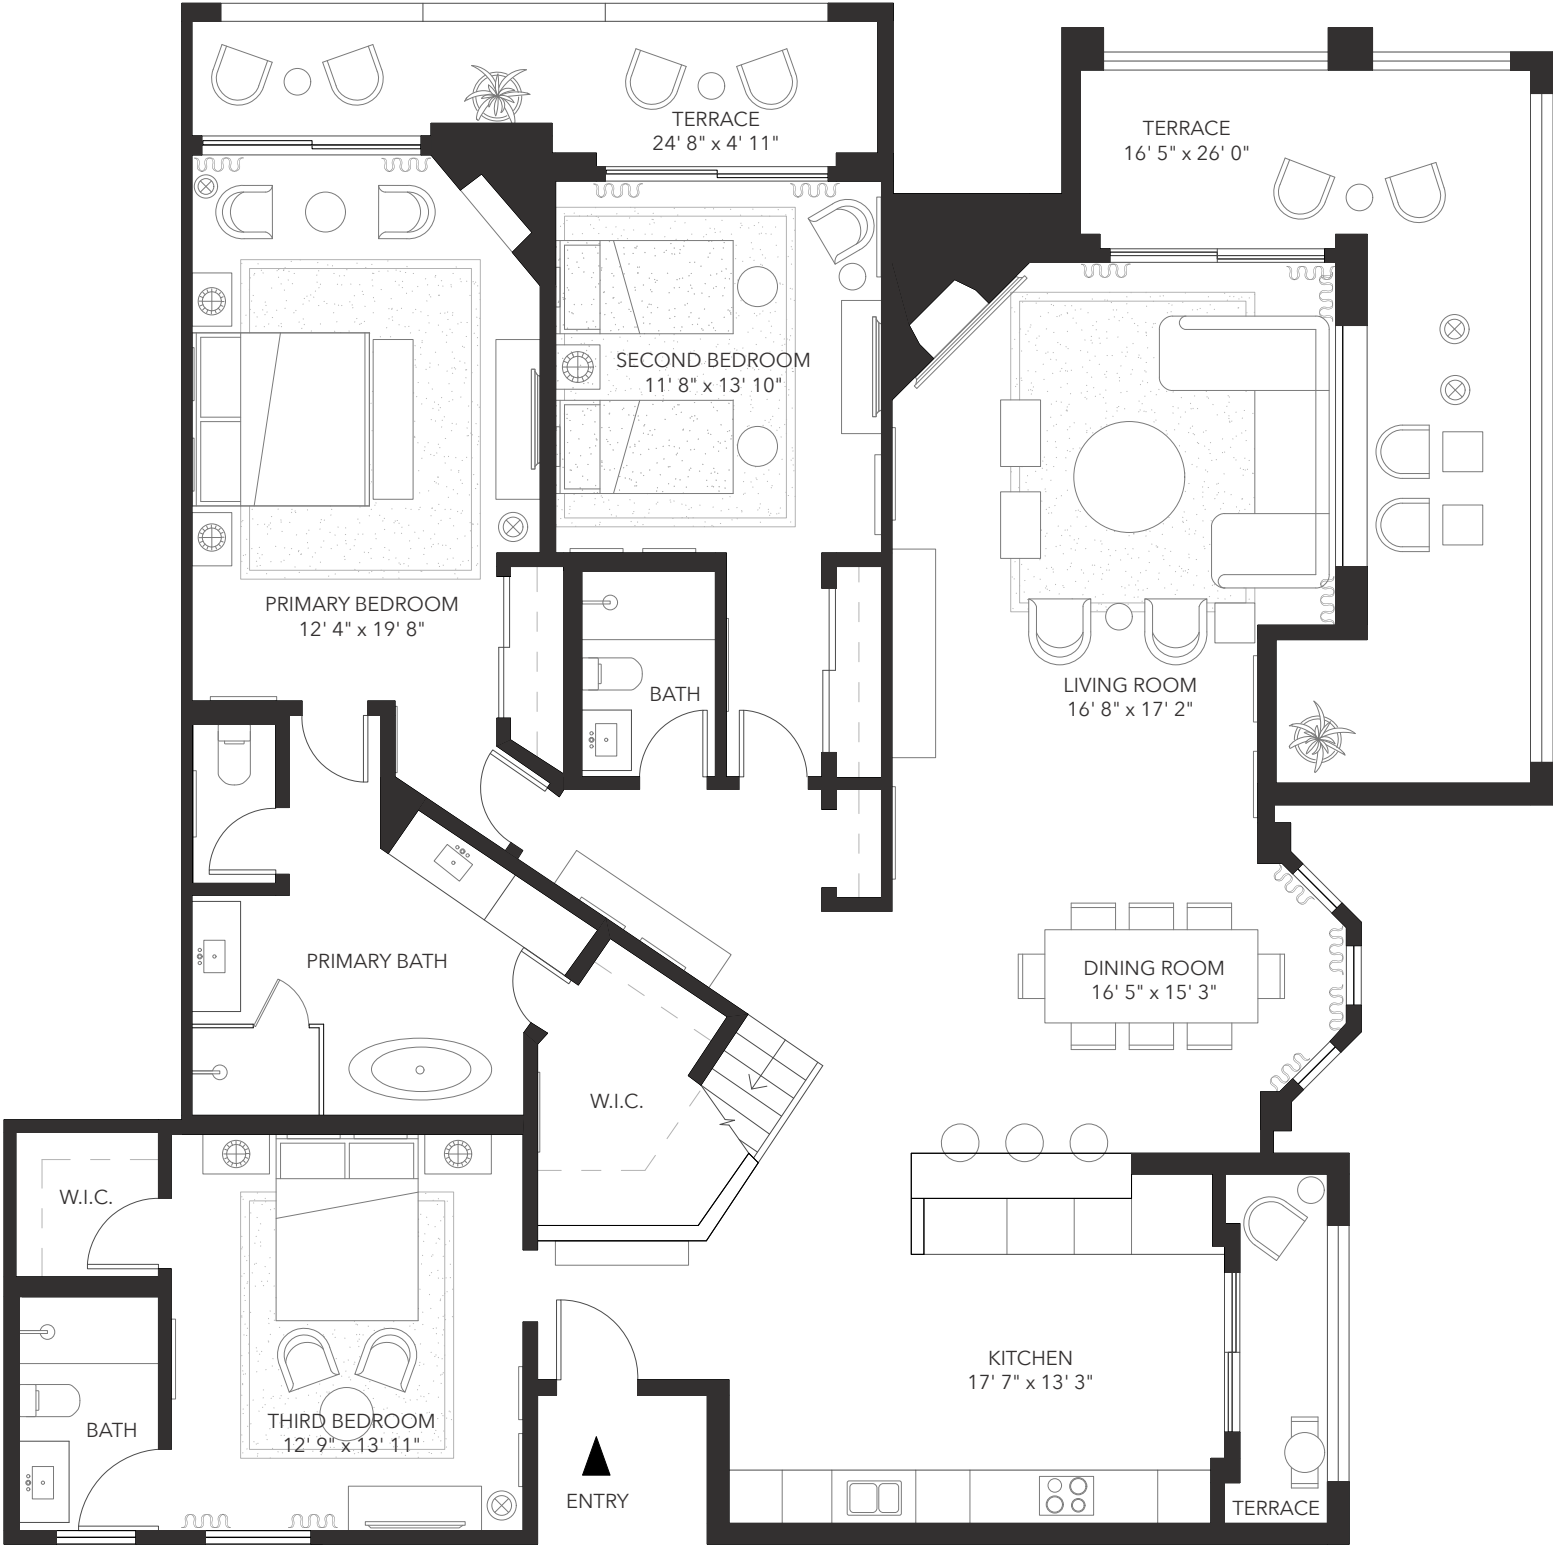 TERRACE
24' 8" x 4' 11"
TERRACE
16' 5" x 26' 0"
SECOND BEDROOM
11' 8" x 13' 10"
PRIMARY BEDROOM
12' 4" x 19' 8"
BATH
LIVING ROOM
16' 8" x 17' 2"
PRIMARY BATH
DINING ROOM
16' 5" x 15' 3"
W.I.C.
W.I.C.
KITCHEN
17' 7" x 13' 3"
THIRD BEDROOM
12' 9" x 13' 11"
BATH
ENTRY
TERRACE